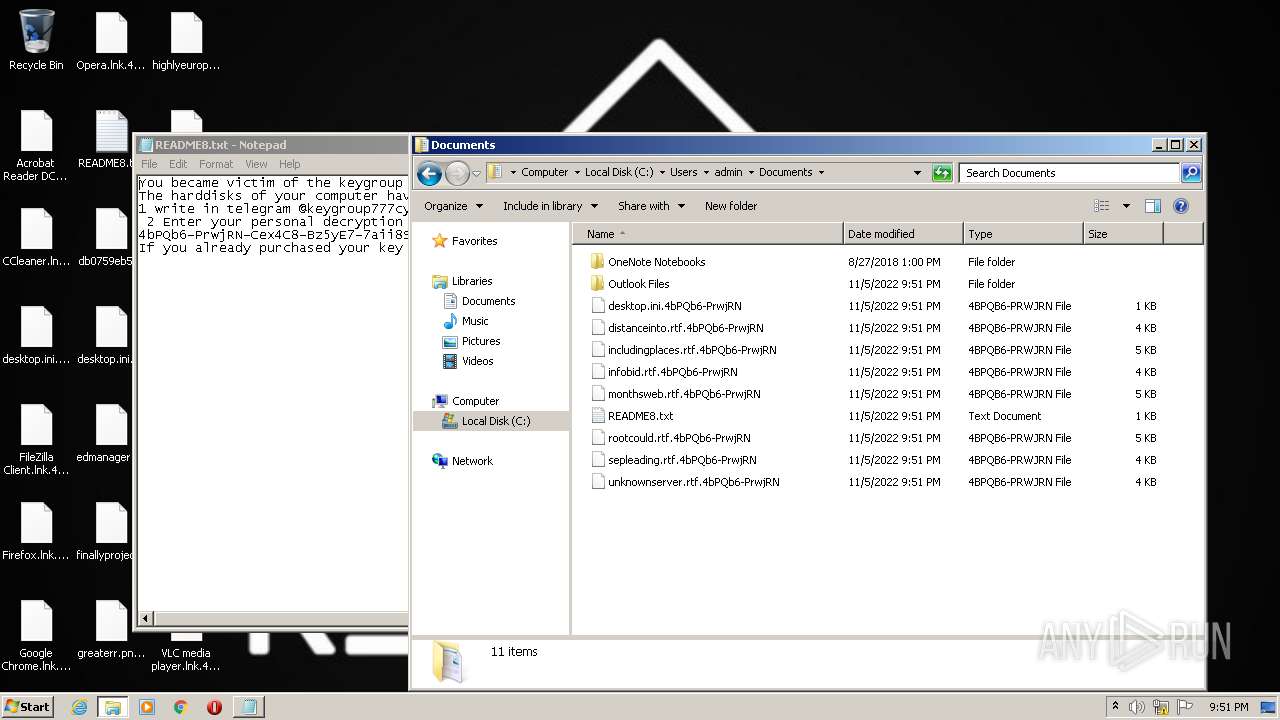 Recycle Bin
Opera.lnk.4...
highlyeurop...
Acrobat
Reader DC...
README8.t
CCleaner.ln...
db0759eb5
desktop.ini....
desktop.ini.
FileZilla
Client.lnk.4...
edmanager
Firefox.lnk....
finallyprojec
Google
Chrome.lnk....
greaterr.pn...
VLC media
player.lnk.4...
README8.txt - Notepad
File Edit Format View Help
You became victim of the keygroup
The harddisks of your computer hav
1 write in telegram @keygroup777cy
2 Enter your personal decryption
4bPQb6-PrwjRN-Cex4C8-Bz5yE7-7aii89
If you already purchased your key
Documents
Computer Local Disk (C:) Users admin Documents
Search Documents
Organize Include in library Share with New folder
Favorites
Libraries
Documents
Music
Pictures
Videos
Computer
Local Disk (C:)
Network
Name Date modified Type Size
OneNote Notebooks 8/27/2018 1:00 PM File folder
Outlook Files 11/5/2022 9:51 PM File folder
desktop.ini.4bPQb6-PrwjRN 11/5/2022 9:51 PM 4BPQB6-PRWJRN File 1 KB
distanceinto.rtf.4bPQb6-PrwjRN 11/5/2022 9:51 PM 4BPQB6-PRWJRN File 4 KB
includingplaces.rtf.4bPQb6-PrwjRN 11/5/2022 9:51 PM 4BPQB6-PRWJRN File 5 KB
infobid.rtf.4bPQb6-PrwjRN 11/5/2022 9:51 PM 4BPQB6-PRWJRN File 4 KB
monthsweb.rtf.4bPQb6-PrwjRN 11/5/2022 9:51 PM 4BPQB6-PRWJRN File 5 KB
README8.txt 11/5/2022 9:51 PM Text Document 1 KB
rootcould.rtf.4bPQb6-PrwjRN 11/5/2022 9:51 PM 4BPQB6-PRWJRN File 5 KB
sepleading.rtf.4bPQb6-PrwjRN 11/5/2022 9:51 PM 4BPQB6-PRWJRN File 4 KB
unknownserver.rtf.4bPQb6-PrwjRN 11/5/2022 9:51 PM 4BPQB6-PRWJRN File 4 KB
11 items
ANY RUN
Start
9:51 PM